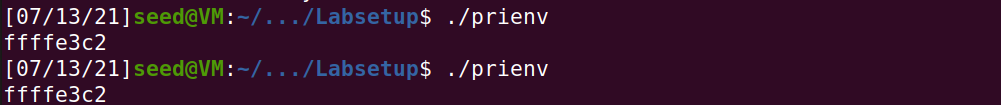 [07/13/21]seed@VM:~/.../Labsetup$ ./prienv
ffffe3c2
[07/13/21]seed@VM:~/.../Labsetup$ ./prienv
ffffe3c2